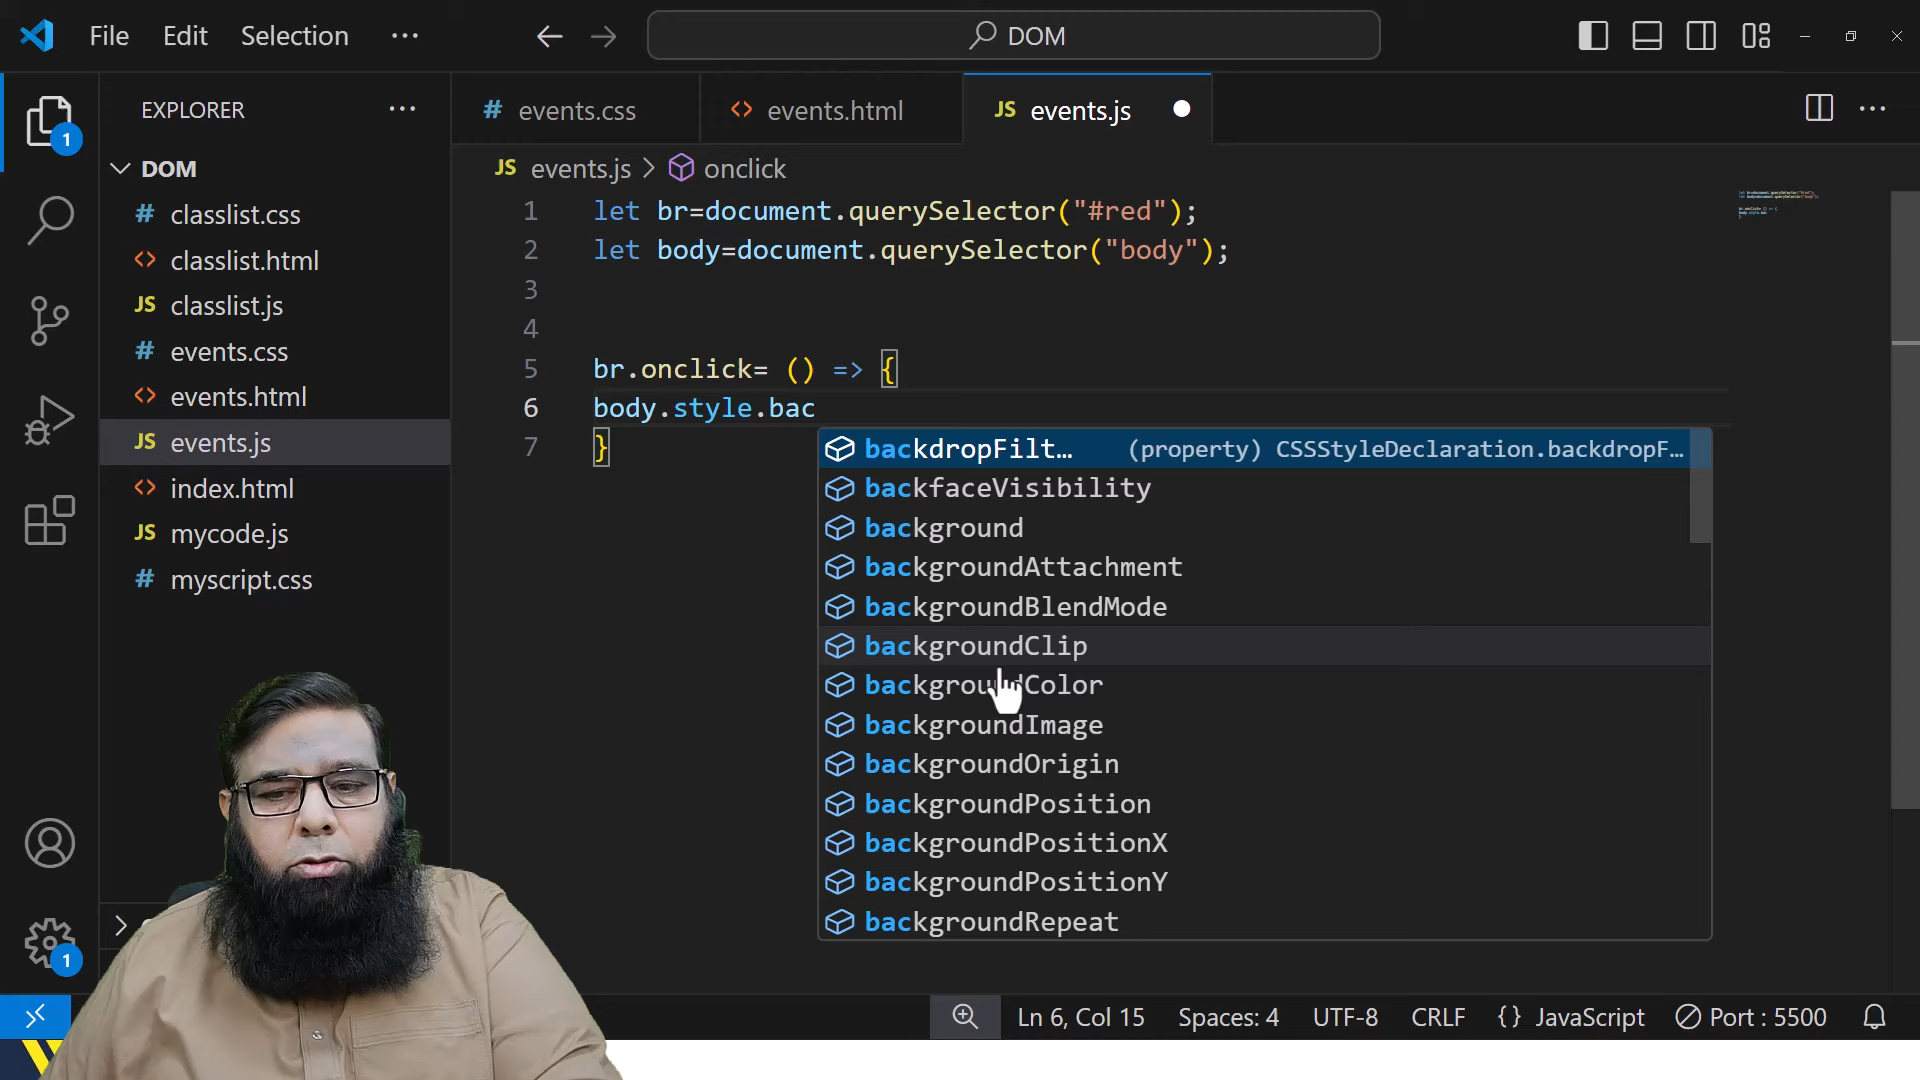 File Edit Selection ··· DOM
EXPLORER ···
events.css events.html JS events.js
JS events.js > onclick
DOM
classlist.css
classlist.html
JS classlist.js
events.css
events.html
JS events.js
index.html
JS mycode.js
myscript.css
1
1
1 let br=document.querySelector("#red");
2 let body=document.querySelector("body");
3
4
5 br.onclick= () => {
6 body.style.bac
7 }
backdropFilt… (property) CSSStyleDeclaration.backdropF…
backfaceVisibility
background
backgroundAttachment
backgroundBlendMode
backgroundClip
backgroundColor
backgroundImage
backgroundOrigin
backgroundPosition
backgroundPositionX
backgroundPositionY
backgroundRepeat
Ln 6, Col 15 Spaces: 4 UTF-8 CRLF {} JavaScript Port : 5500